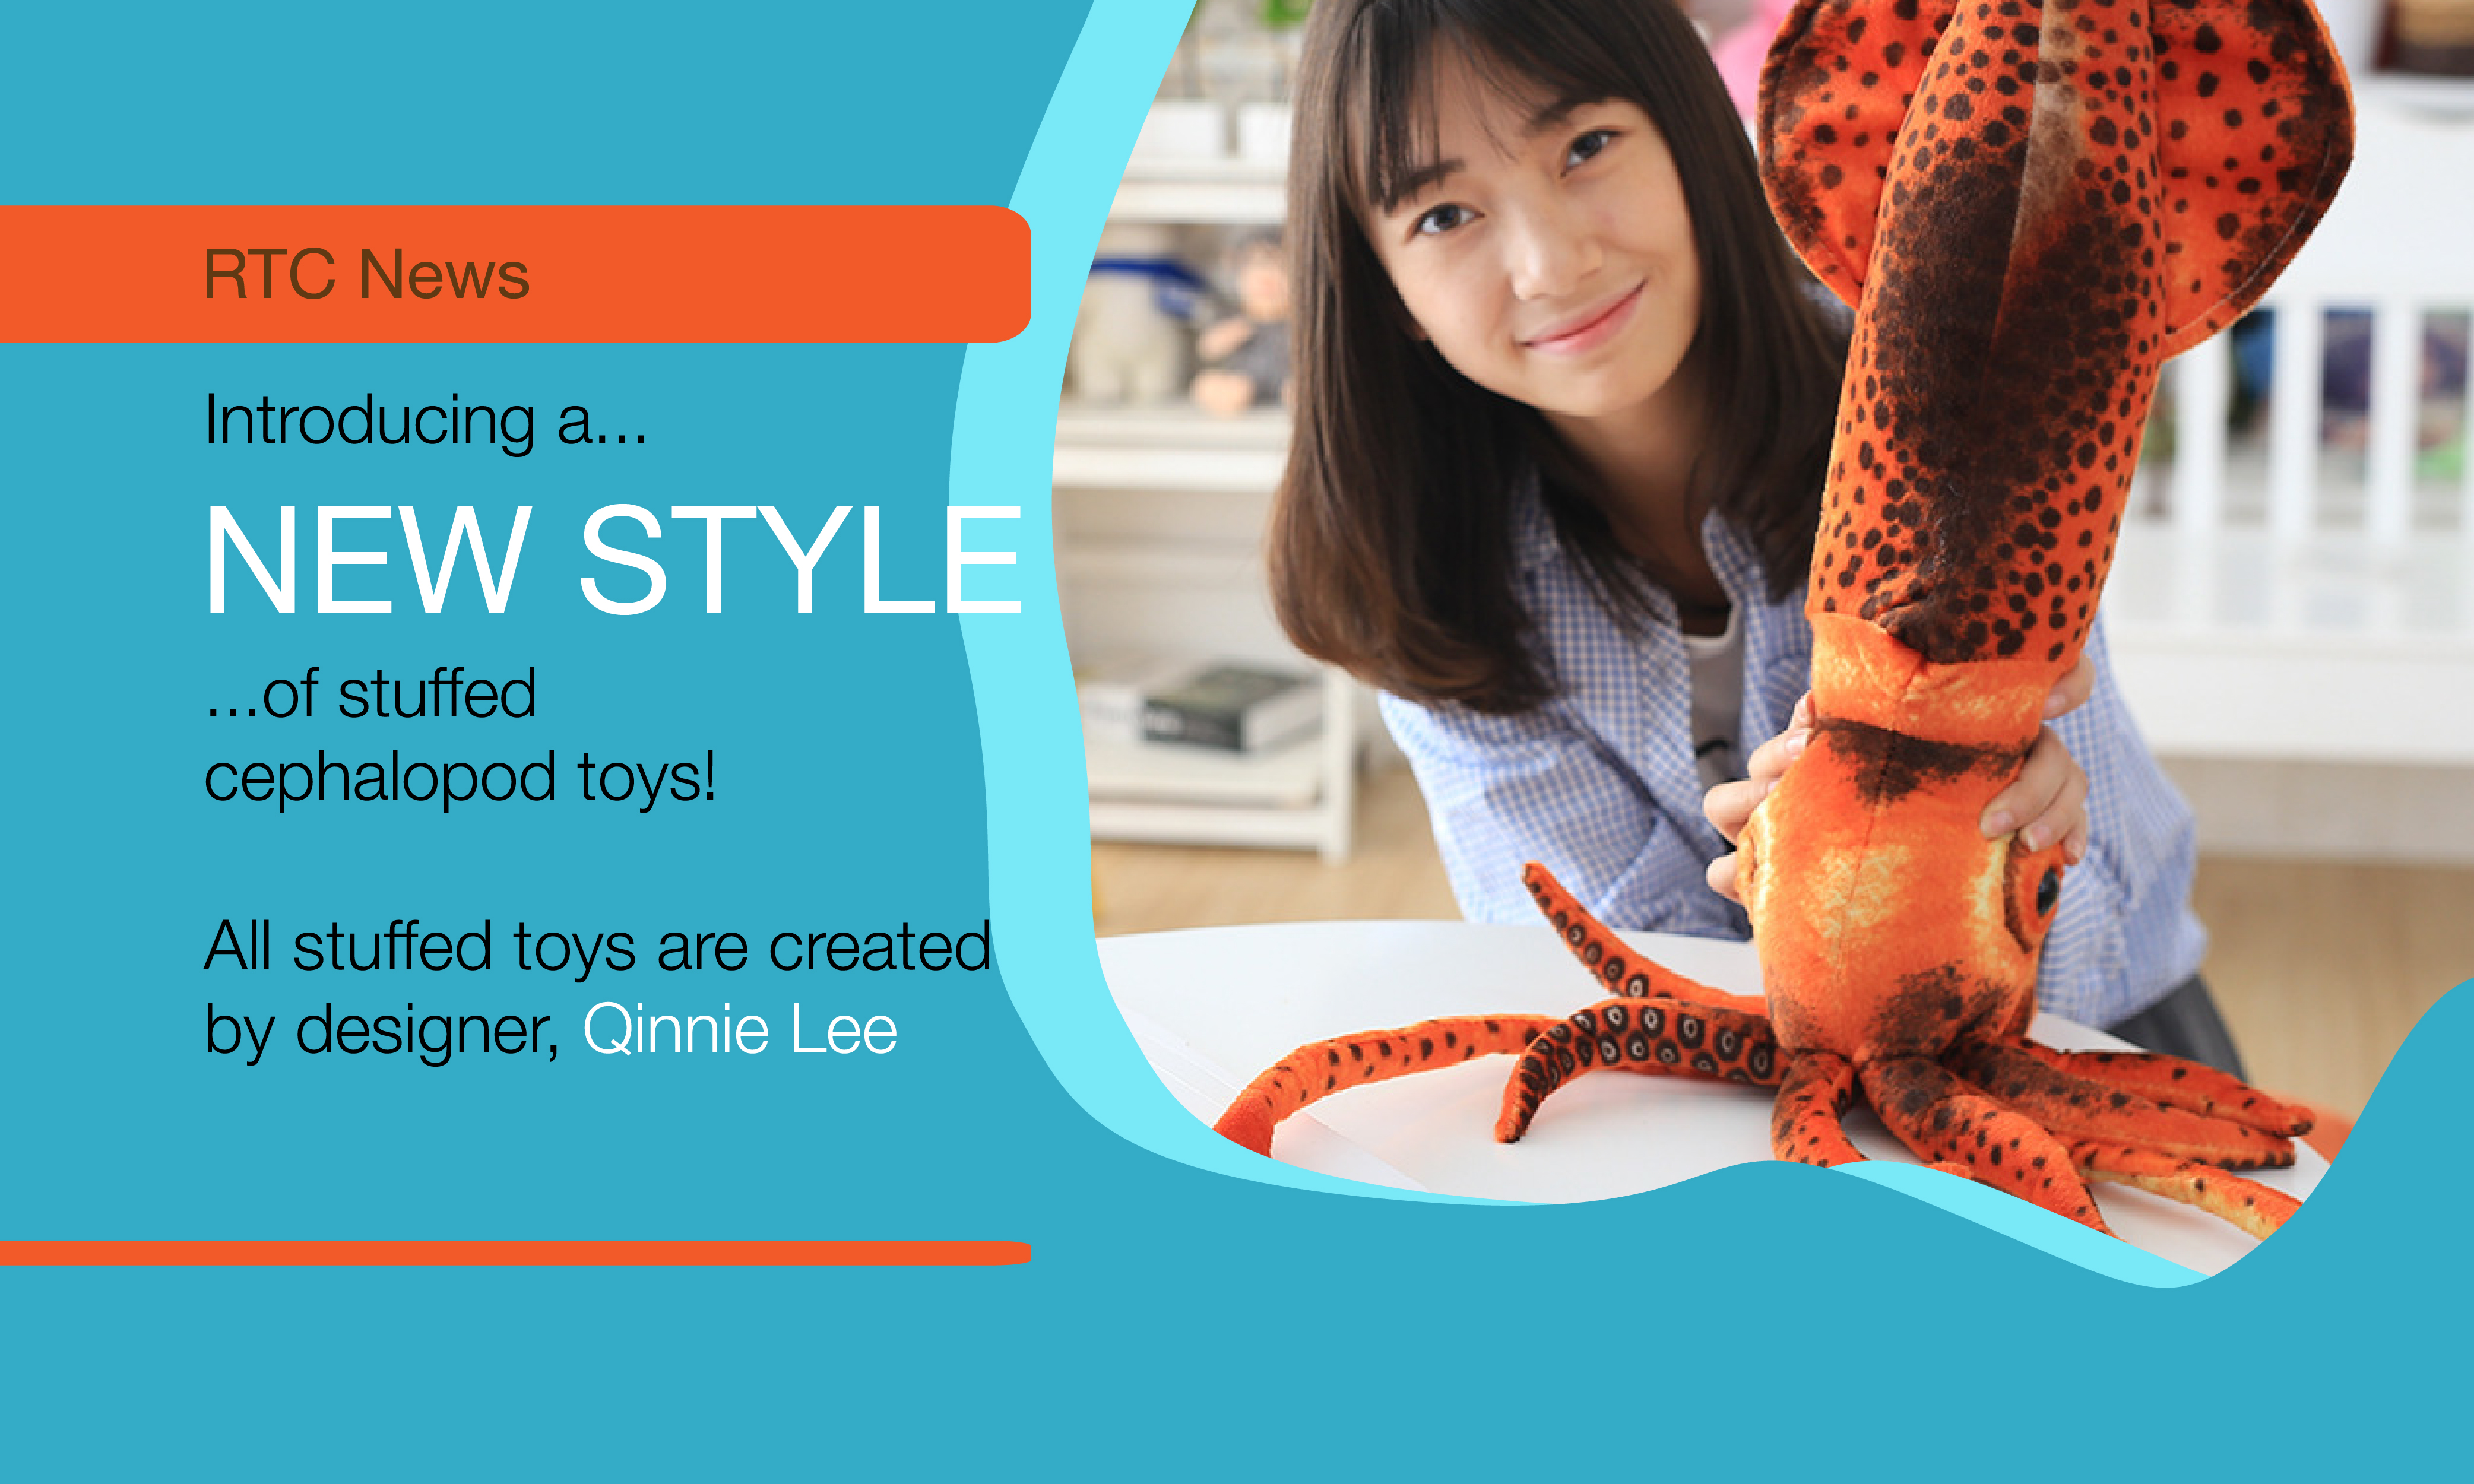 RTC News
Introducing a...
NEW STYLE
...of stuffed
cephalopod toys!
All stuffed toys are created
by designer, Qinnie Lee